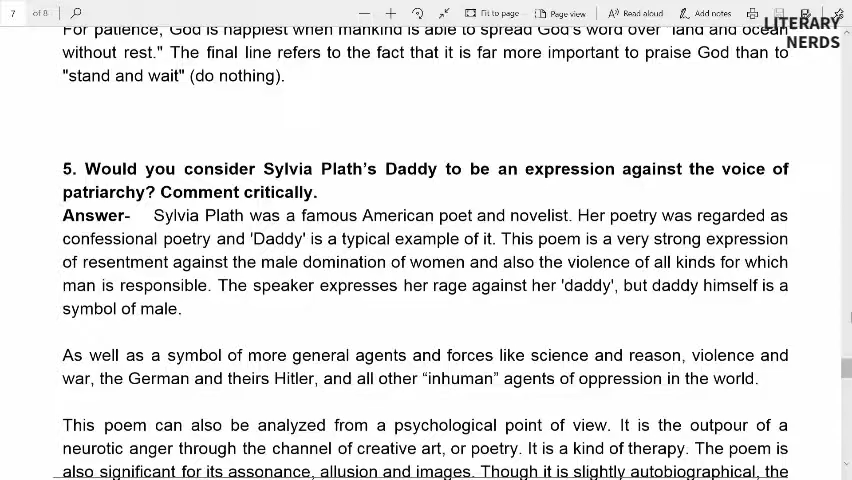 7 of 8 Fit to page Page view Read aloud Add notes
LITERARY
NERDS
For patience, God is happiest when mankind is able to spread God's word over "land and ocean
without rest." The final line refers to the fact that it is far more important to praise God than to
"stand and wait" (do nothing).
5. Would you consider Sylvia Plath's Daddy to be an expression against the voice of
patriarchy? Comment critically.
Answer- Sylvia Plath was a famous American poet and novelist. Her poetry was regarded as
confessional poetry and 'Daddy' is a typical example of it. This poem is a very strong expression
of resentment against the male domination of women and also the violence of all kinds for which
man is responsible. The speaker expresses her rage against her 'daddy', but daddy himself is a
symbol of male.
As well as a symbol of more general agents and forces like science and reason, violence and
war, the German and theirs Hitler, and all other “inhuman” agents of oppression in the world.
This poem can also be analyzed from a psychological point of view. It is the outpour of a
neurotic anger through the channel of creative art, or poetry. It is a kind of therapy. The poem is
also significant for its assonance, allusion and images. Though it is slightly autobiographical, the